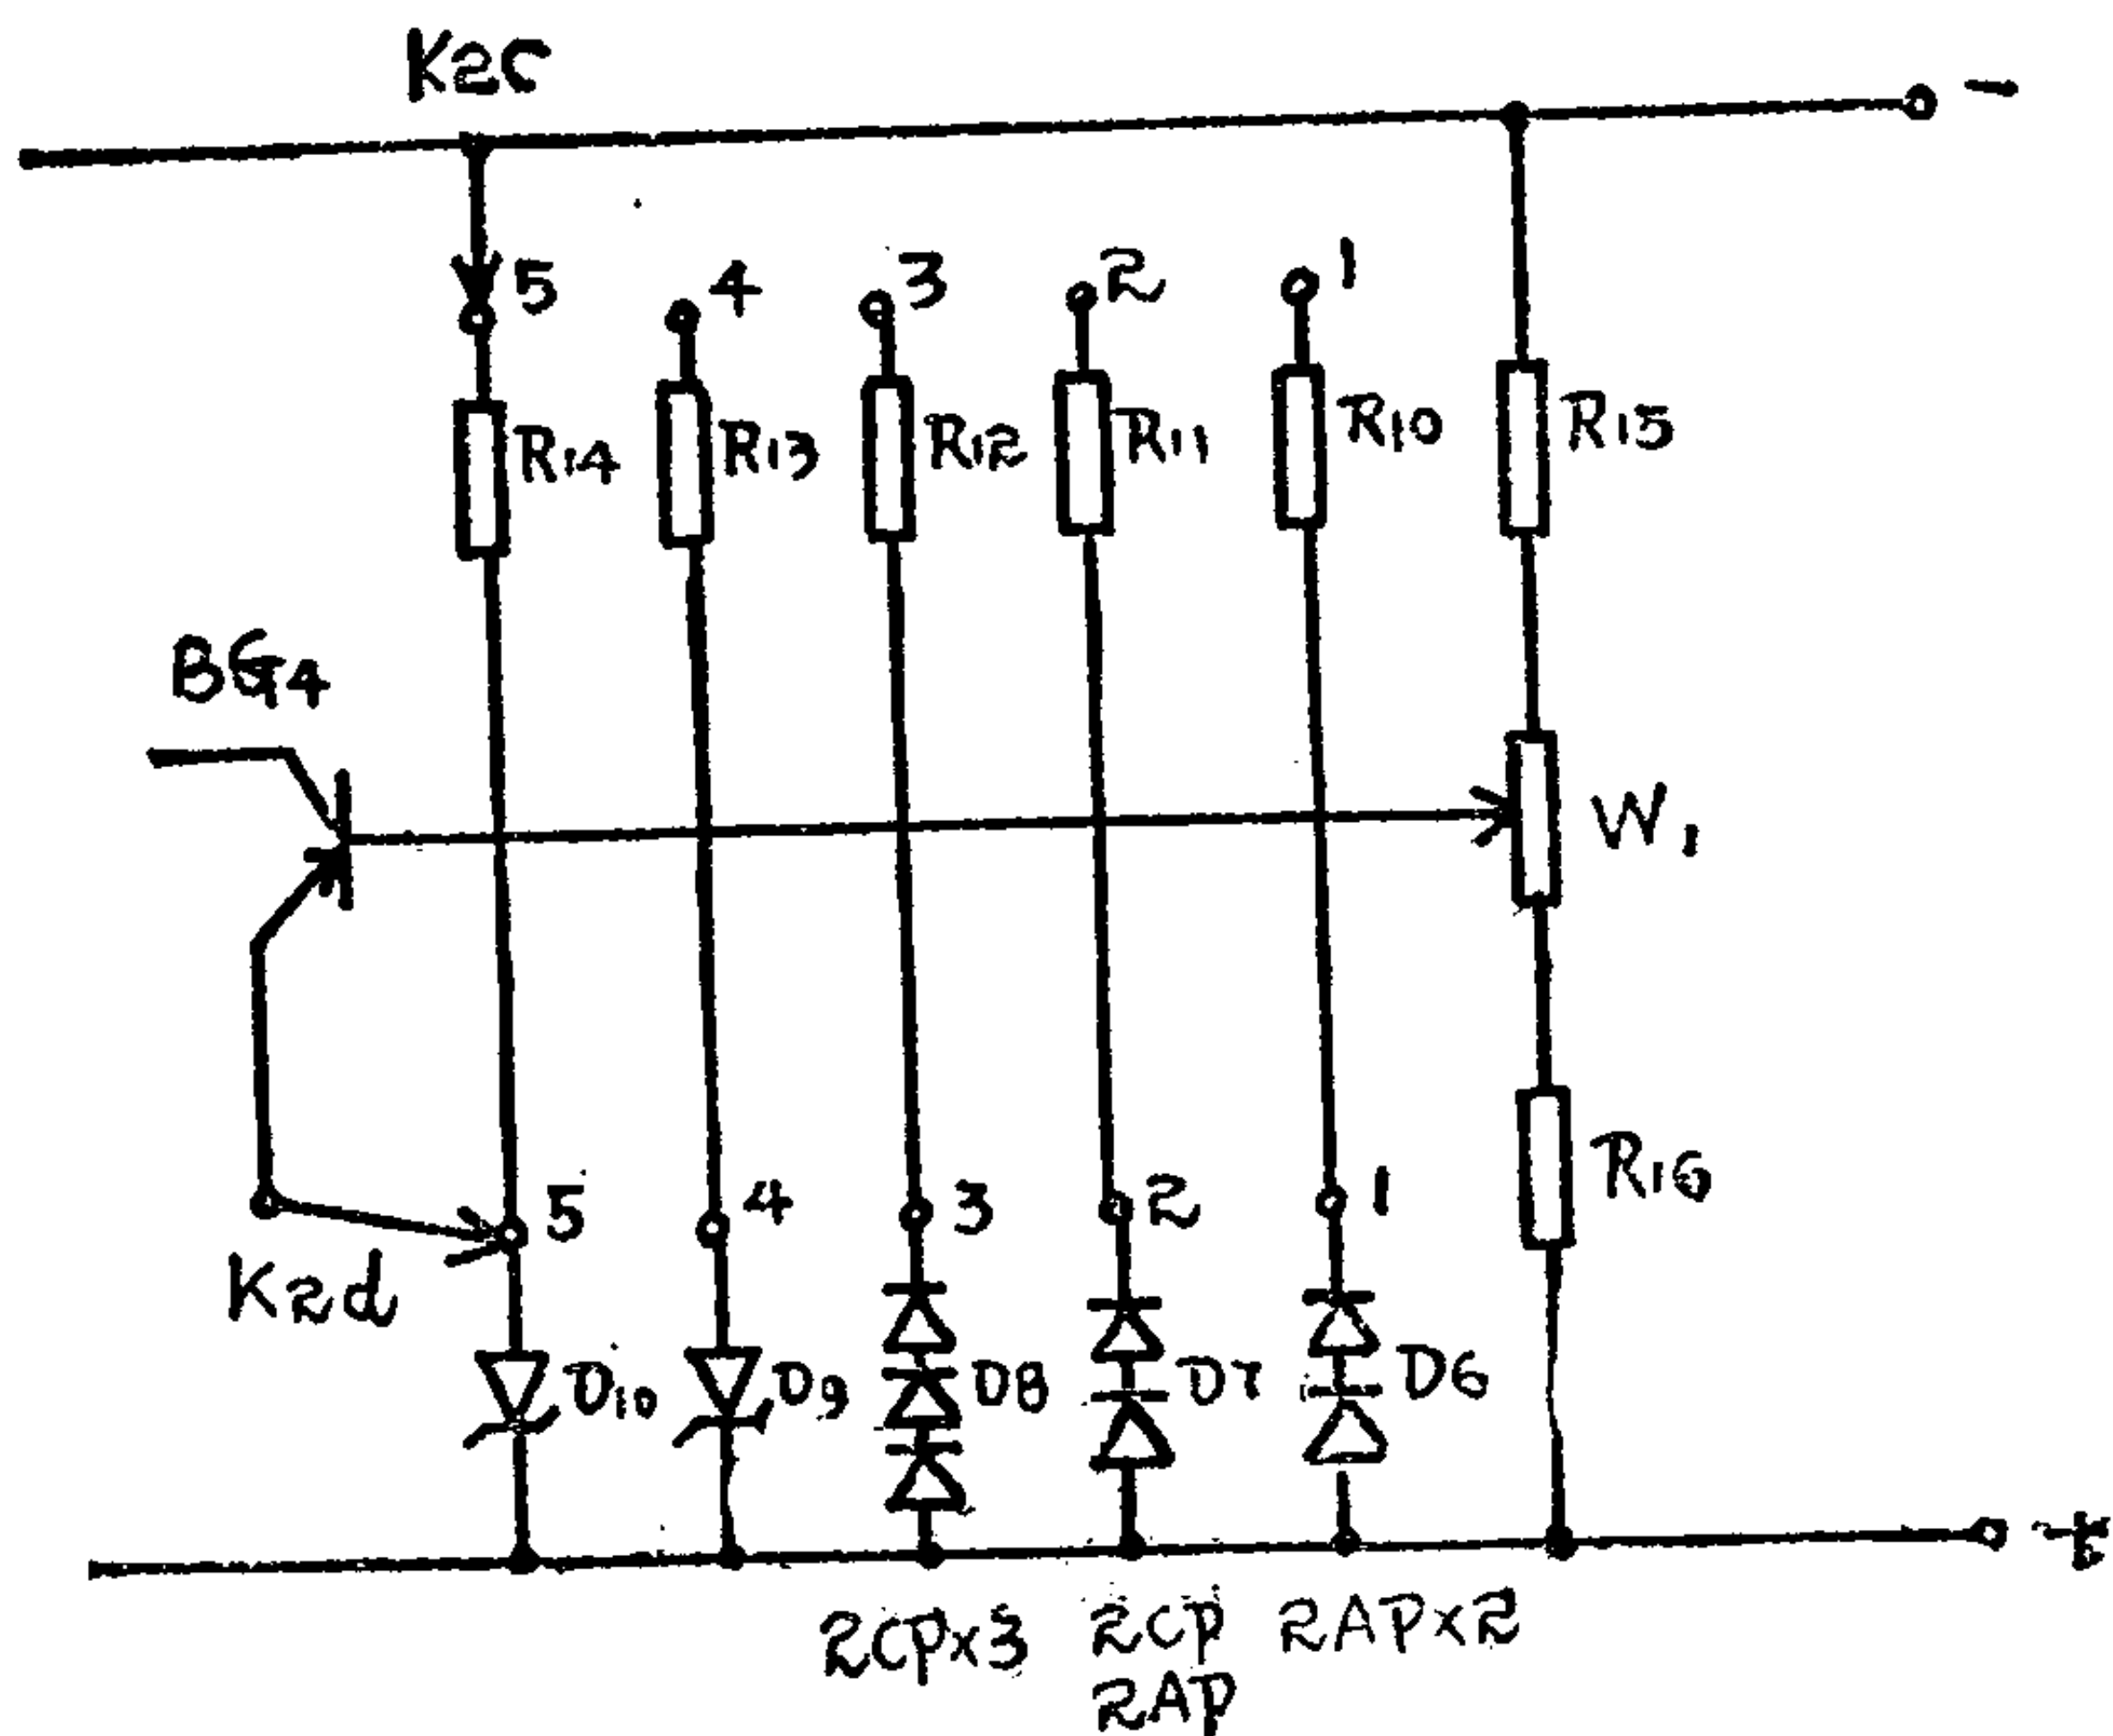 K2C
−
5
4
3
2
1
R14
R13
R12
R11
R10
R15
BG4
W1
5
4
3
2
1
R16
K2d
D10
D9
D8
D7
D6
+
2CP×3
2CP
2AP
2AP×2